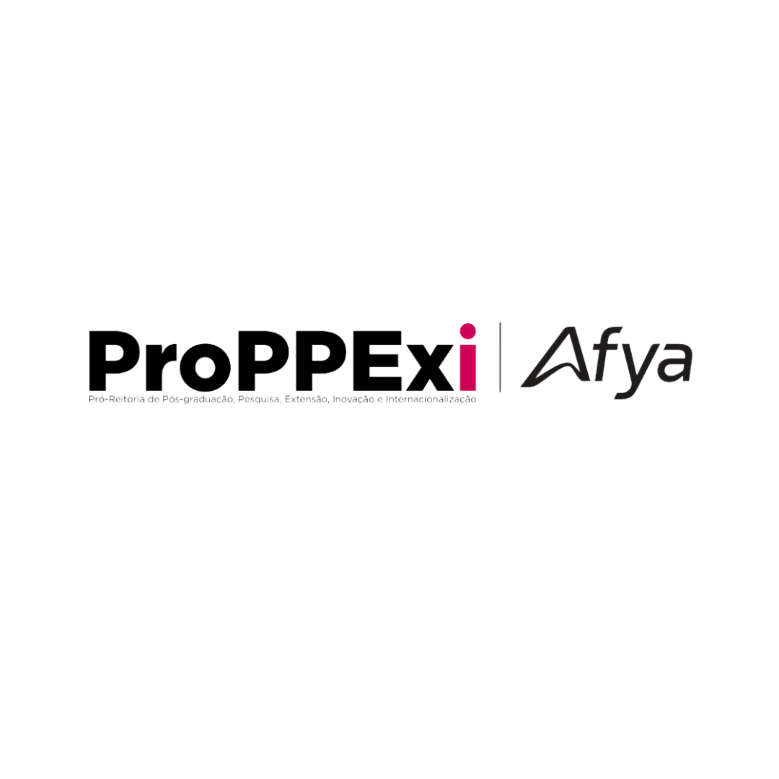 ProPPExi
Pró-Reitoria de Pós-graduação, Pesquisa, Extensão, Inovação e Internacionalização
Afya